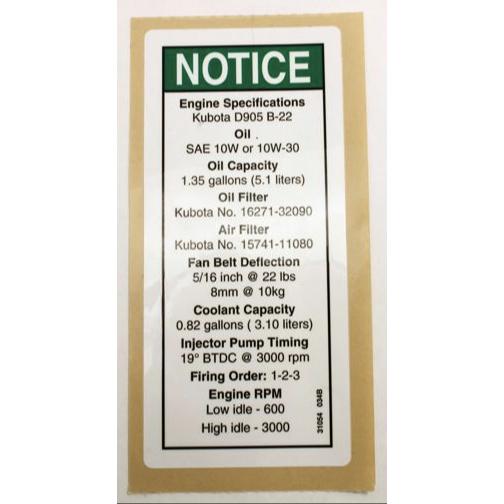 NOTICE
Engine Specifications
Kubota D905 B-22
Oil .
SAE 10W or 10W-30
Oil Capacity
1.35 gallons (5.1 liters)
Oil Filter
Kubota No. 16271-32090
Air Filter
Kubota No. 15741-11080
Fan Belt Deflection
5/16 inch @ 22 lbs
8mm @ 10kg
Coolant Capacity
0.82 gallons ( 3.10 liters)
Injector Pump Timing
19° BTDC @ 3000 rpm
Firing Order: 1-2-3
Engine RPM
Low idle - 600
High idle - 3000
31054 034B